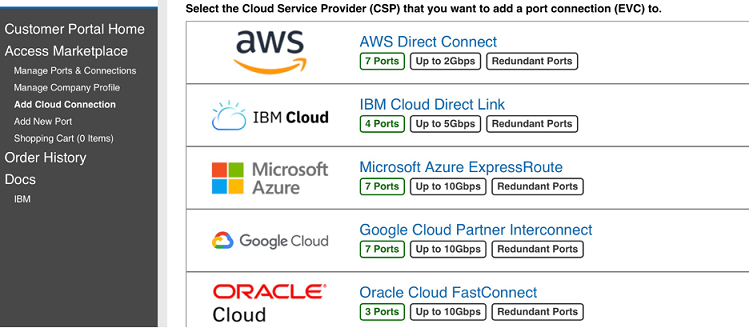 Select the Cloud Service Provider (CSP) that you want to add a port connection (EVC) to.
Customer Portal Home
Access Marketplace
Manage Ports & Connections
Manage Company Profile
Add Cloud Connection
Add New Port
Shopping Cart (0 Items)
Order History
Docs
IBM
aws
AWS Direct Connect
7 Ports Up to 2Gbps Redundant Ports
IBM Cloud
IBM Cloud Direct Link
4 Ports Up to 5Gbps Redundant Ports
Microsoft
Azure
Microsoft Azure ExpressRoute
7 Ports Up to 10Gbps Redundant Ports
Google Cloud
Google Cloud Partner Interconnect
7 Ports Up to 10Gbps Redundant Ports
ORACLE
Cloud
Oracle Cloud FastConnect
3 Ports Up to 10Gbps Redundant Ports